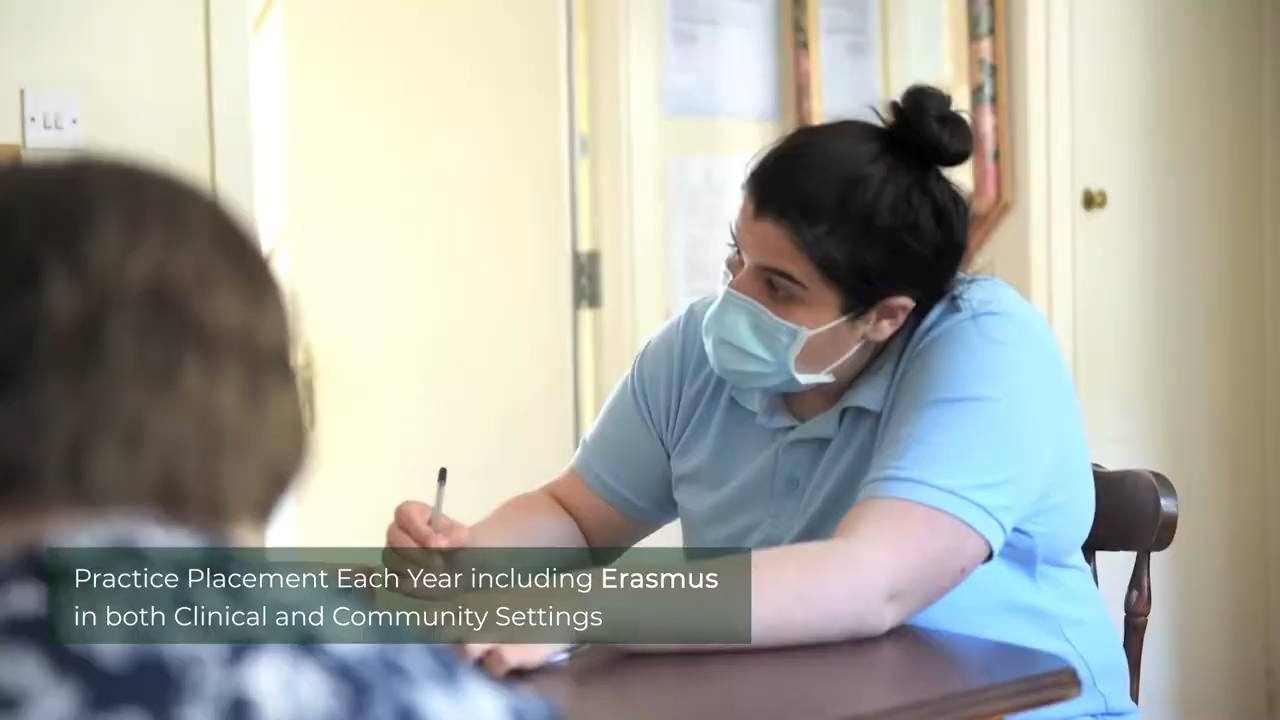 Practice Placement Each Year including Erasmus
in both Clinical and Community Settings